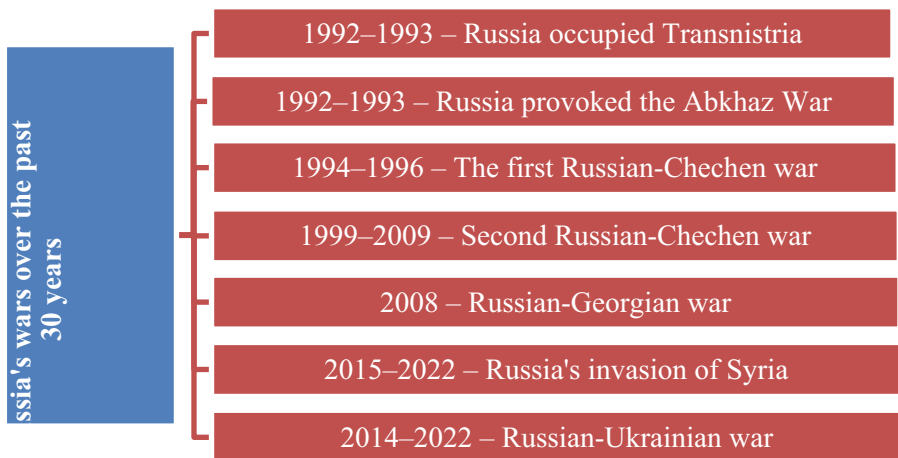 ssia's wars over the past
30 years
1992–1993 – Russia occupied Transnistria
1992–1993 – Russia provoked the Abkhaz War
1994–1996 – The first Russian-Chechen war
1999–2009 – Second Russian-Chechen war
2008 – Russian-Georgian war
2015–2022 – Russia's invasion of Syria
2014–2022 – Russian-Ukrainian war